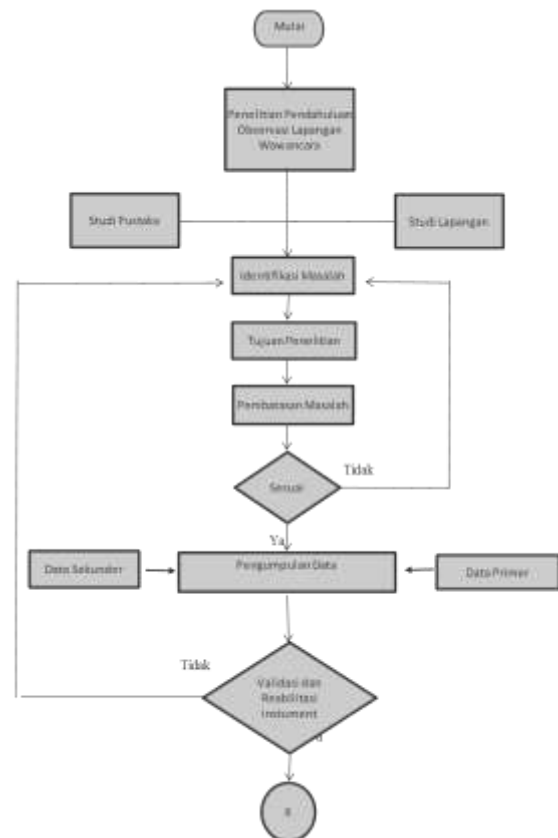 Mulai
Penelitian Pendahuluan
Observasi Lapangan
Wawancara
Studi Pustaka
Studi Lapangan
Identifikasi Masalah
Tujuan Penelitian
Pembatasan Masalah
Sesuai
Tidak
Ya
Data Sekunder
Pengumpulan Data
Data Primer
Tidak
Validasi dan
Reabilitasi
Instument